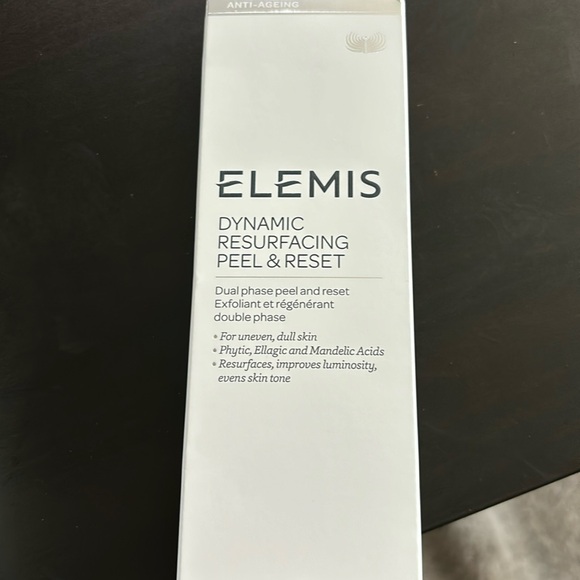 ANTI-AGEING
ELEMIS
DYNAMIC
RESURFACING
PEEL & RESET
Dual phase peel and reset
Exfoliant et régénérant
double phase
• For uneven, dull skin
• Phytic, Ellagic and Mandelic Acids
• Resurfaces, improves luminosity,
evens skin tone